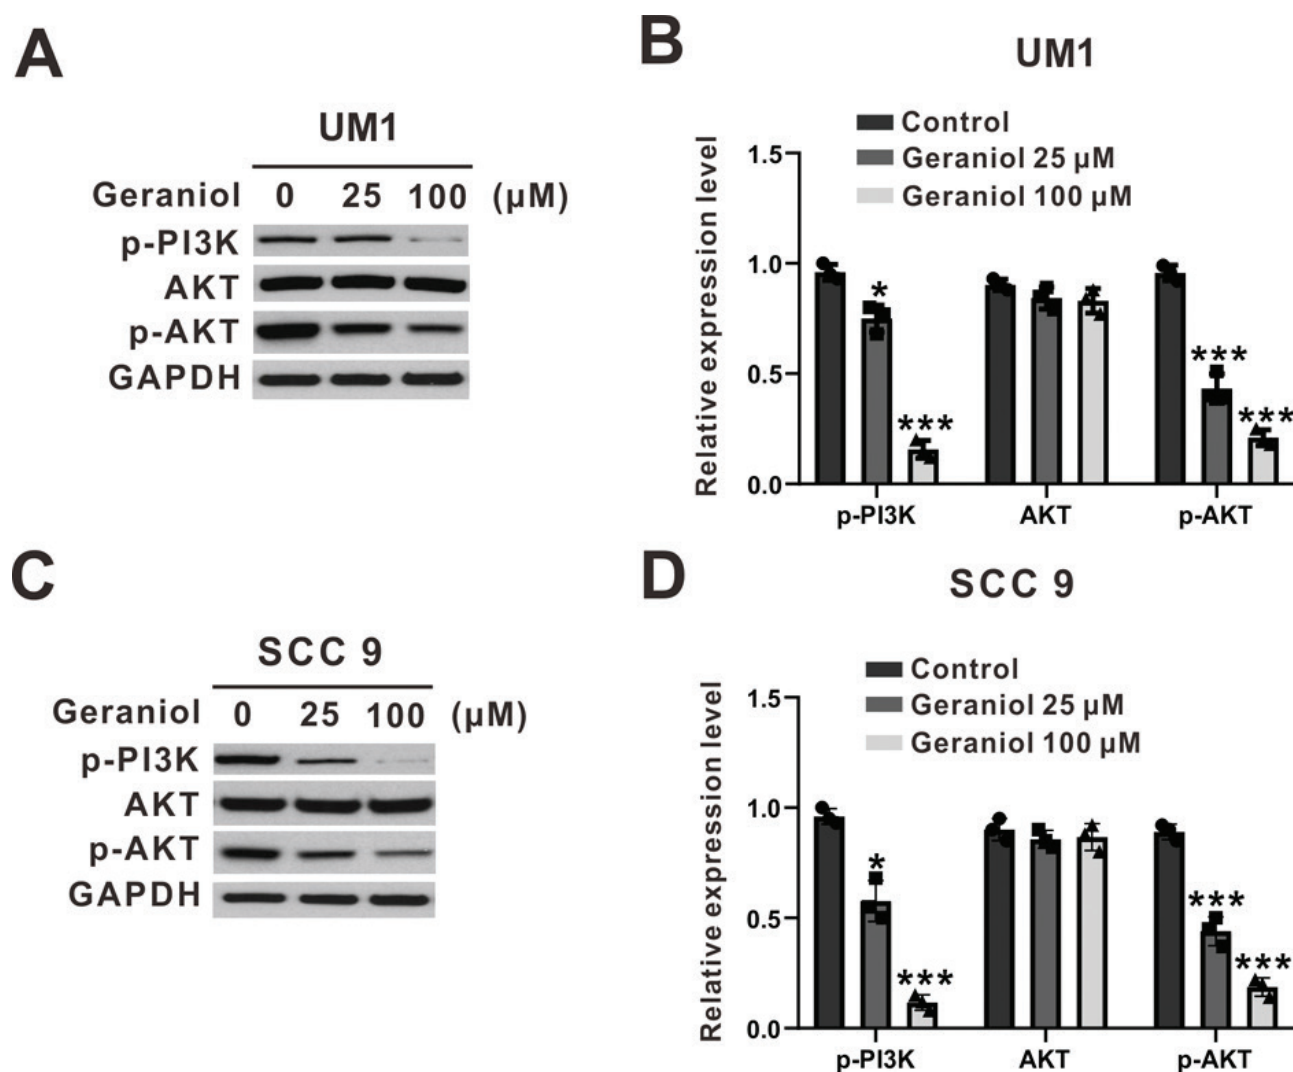 A
UM1
Geraniol 0 25 100 (μM)
p-PI3K
AKT
p-AKT
GAPDH
B
UM1
Control
Geraniol 25 μM
Geraniol 100 μM
Relative expression level
1.5
1.0
0.5
0.0
*
***
***
***
p-PI3K AKT p-AKT
C
SCC 9
Geraniol 0 25 100 (μM)
p-PI3K
AKT
p-AKT
GAPDH
D
SCC 9
Control
Geraniol 25 μM
Geraniol 100 μM
Relative expression level
1.5
1.0
0.5
0.0
*
***
***
***
p-PI3K AKT p-AKT